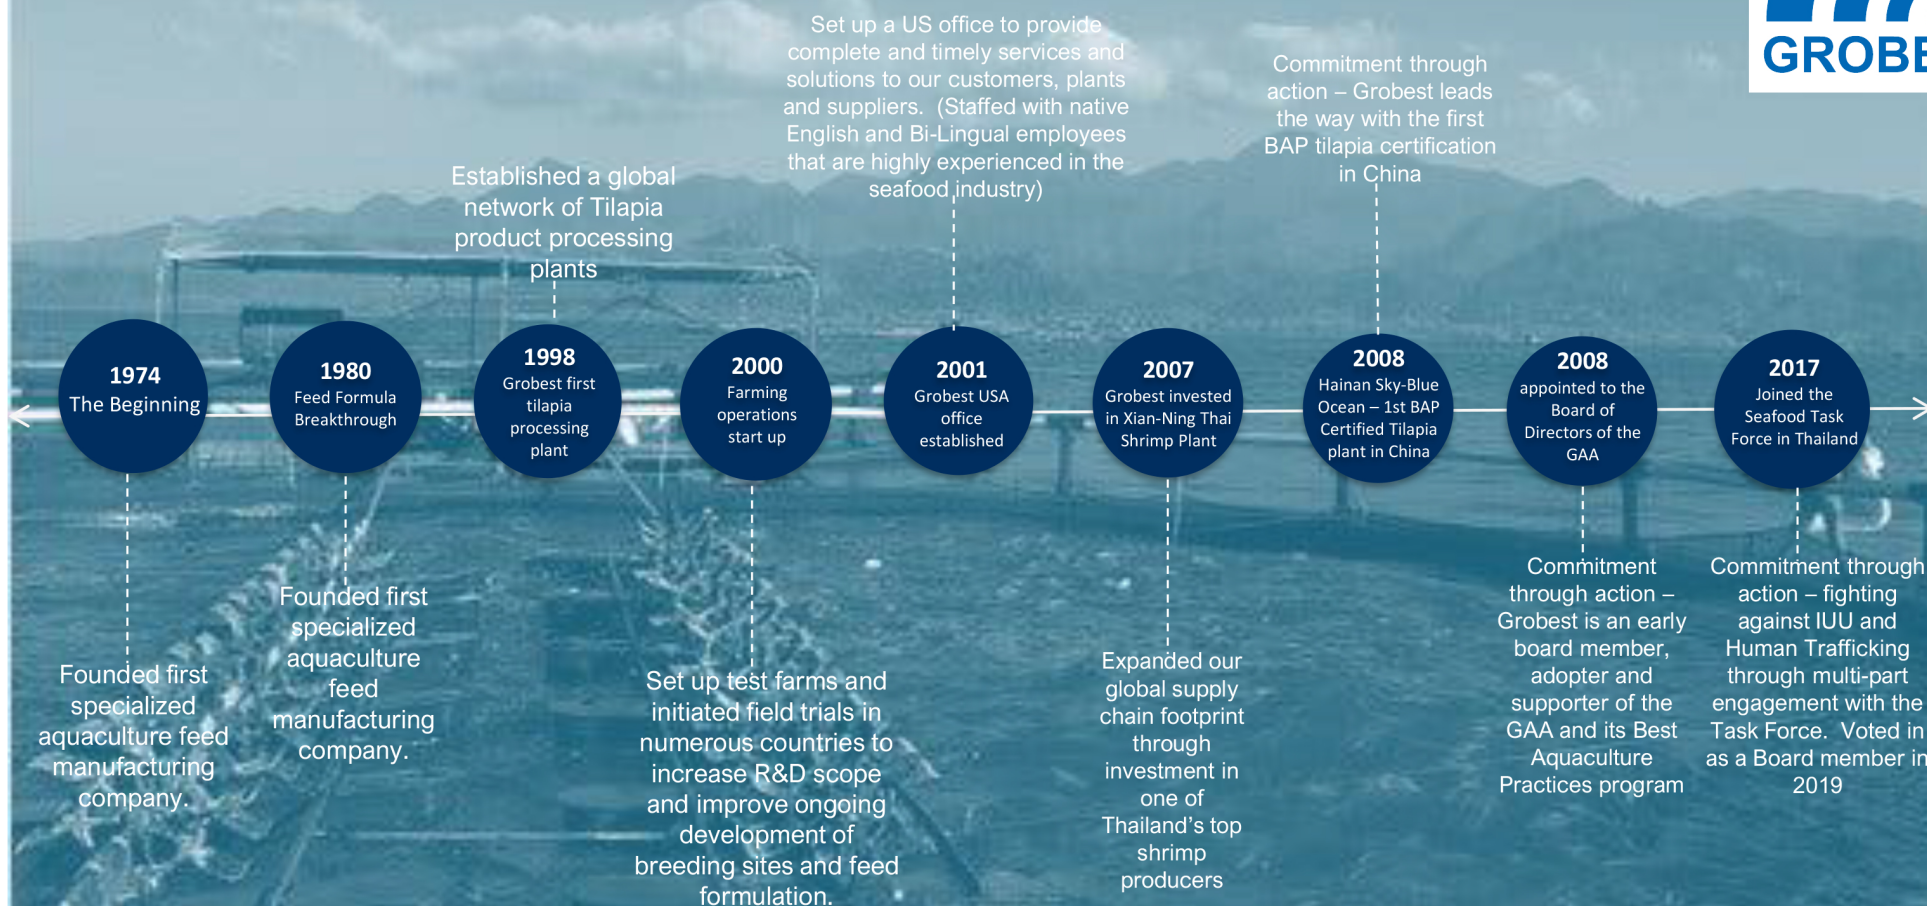 GROBE
Set up a US office to provide
complete and timely services and
solutions to our customers, plants
and suppliers. (Staffed with native
English and Bi-Lingual employees
that are highly experienced in the
seafood industry)
Commitment through
action – Grobest leads
the way with the first
BAP tilapia certification
in China
Established a global
network of Tilapia
product processing
plants
1974
The Beginning
1980
Feed Formula
Breakthrough
1998
Grobest first
tilapia
processing
plant
2000
Farming
operations
start up
2001
Grobest USA
office
established
2007
Grobest invested
in Xian-Ning Thai
Shrimp Plant
2008
Hainan Sky-Blue
Ocean – 1st BAP
Certified Tilapia
plant in China
2008
appointed to the
Board of
Directors of the
GAA
2017
Joined the
Seafood Task
Force in Thailand
Founded first
specialized
aquaculture feed
manufacturing
company.
Founded first
specialized
aquaculture
feed
manufacturing
company.
Set up test farms and
initiated field trials in
numerous countries to
increase R&D scope
and improve ongoing
development of
breeding sites and feed
formulation.
Expanded our
global supply
chain footprint
through
investment in
one of
Thailand's top
shrimp
producers
Commitment
through action –
Grobest is an early
board member,
adopter and
supporter of the
GAA and its Best
Aquaculture
Practices program
Commitment through
action – fighting
against IUU and
Human Trafficking
through multi-part
engagement with the
Task Force. Voted in
as a Board member in
2019